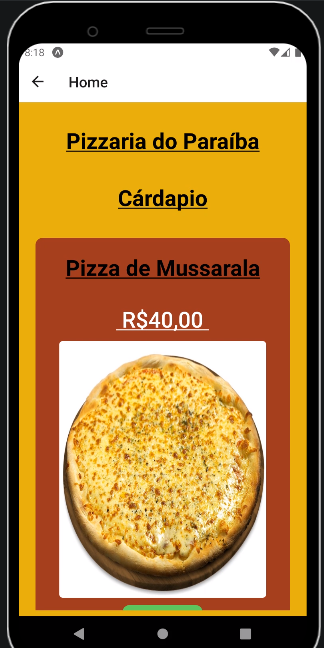 8:18
Home
Pizzaria do Paraíba
Cárdapio
Pizza de Mussarala
R$40,00